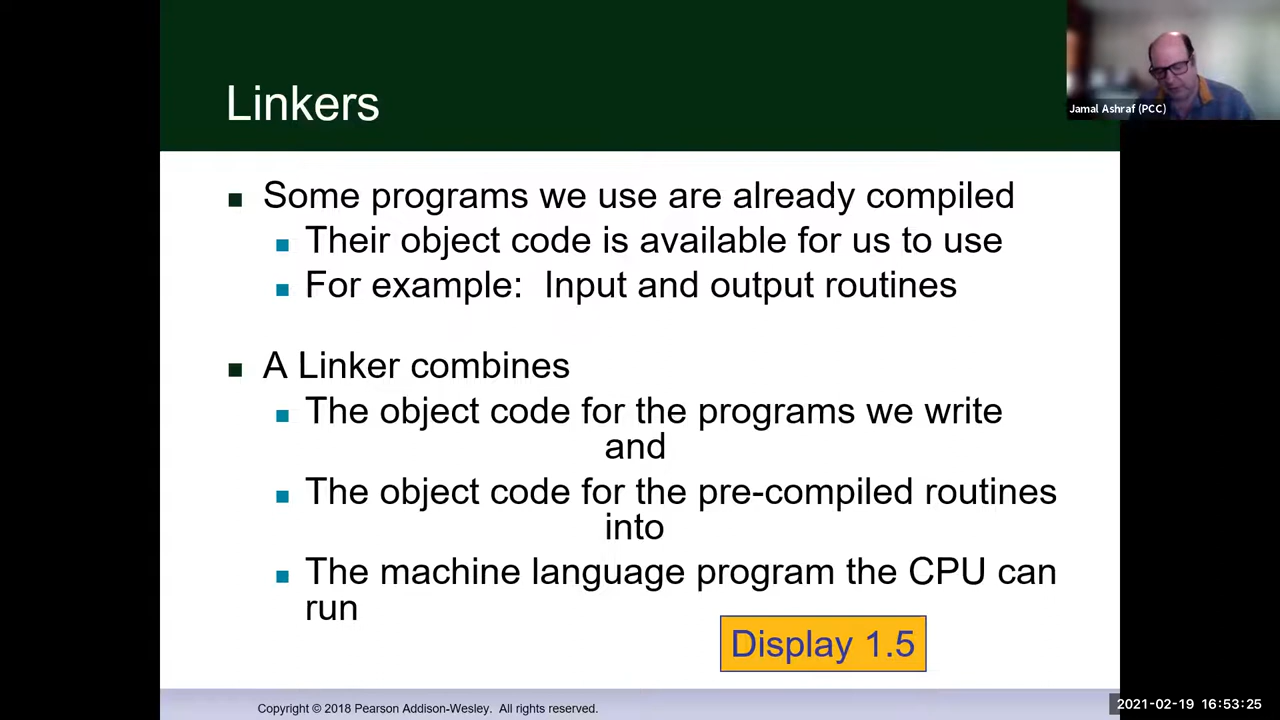 Linkers
Jamal Ashraf (PCC)
Some programs we use are already compiled
Their object code is available for us to use
For example: Input and output routines
A Linker combines
The object code for the programs we write
and
The object code for the pre-compiled routines
into
The machine language program the CPU can
run
Display 1.5
Copyright © 2018 Pearson Addison-Wesley. All rights reserved.
2021-02-19 16:53:25